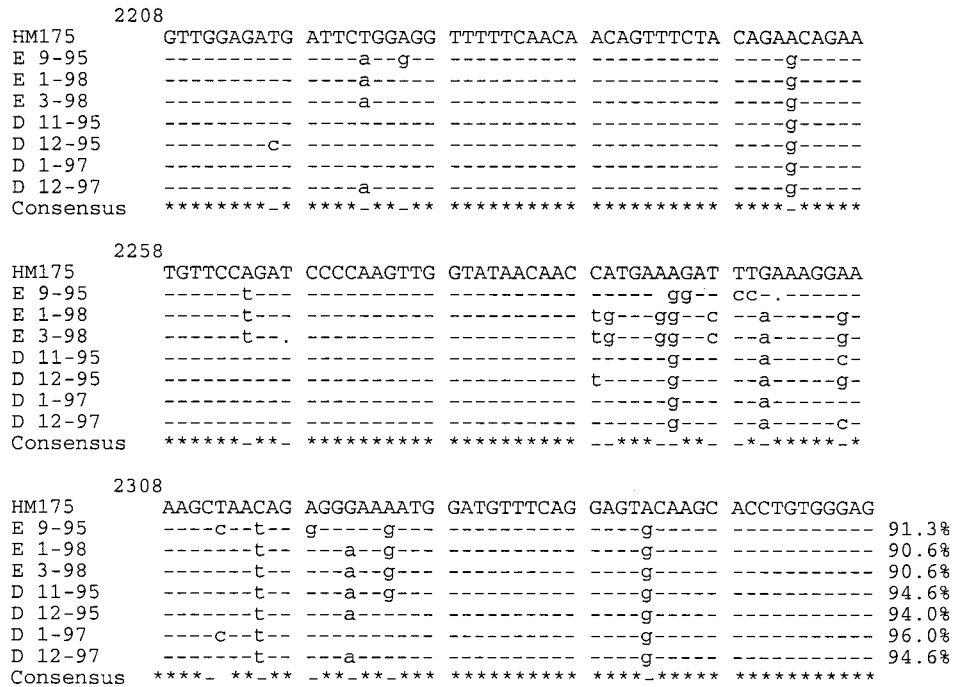 2208
HM175 GTTGGAGATG ATTCTGGAGG TTTTTCAACA ACAGTTTCTA CAGAACAGAA
E 9-95 ---------- -----a--g- ---------- ---------- -----g----
E 1-98 ---------- -----a---- ---------- ---------- -----g----
E 3-98 ---------- -----a---- ---------- ---------- -----g----
D 11-95 ---------- ---------- ---------- ---------- -----g----
D 12-95 --------c- ---------- ---------- ---------- -----g----
D 1-97 ---------- ---------- ---------- ---------- -----g----
D 12-97 ---------- -----a---- ---------- ---------- -----g----
Consensus ********_* ****_**_** ********** ********** ****_*****
2258
HM175 TGTTCCAGAT CCCCAAGTTG GTATAACAAC CATGAAAGAT TTGAAAGGAA
E 9-95 ------t--- ---------- ---------- ------gg-- cc-.------
E 1-98 ------t--- ---------- ---------- tg---gg--c --a-----g-
E 3-98 ------t--. ---------- ---------- tg---gg--c --a-----g-
D 11-95 ---------- ---------- ---------- ------g--- --a-----c-
D 12-95 ---------- ---------- ---------- t-----g--- --a-----g-
D 1-97 ---------- ---------- ---------- ------g--- --a-------
D 12-97 ---------- ---------- ---------- ------g--- --a-----c-
Consensus ******_**_ ********** ********** __***__**_ _*_*****_*
2308
HM175 AAGCTAACAG AGGGAAAATG GATGTTTCAG GAGTACAAGC ACCTGTGGGAG
E 9-95 ----c--t-- g-----g--- ---------- ----g----- ----------- 91.3%
E 1-98 -------t-- ---a------ ---------- ----g----- ----------- 90.6%
E 3-98 -------t-- ---a--g--- ---------- ----g----- ----------- 90.6%
D 11-95 -------t-- ---a--g--- ---------- ----g----- ----------- 94.6%
D 12-95 -------t-- ---a------ ---------- ----g----- ----------- 94.0%
D 1-97 ----c--t-- ---------- ---------- ----g----- ----------- 96.0%
D 12-97 -------t-- ---a------ ---------- ----g----- ----------- 94.6%
Consensus ****_ **_** _**_**_*** ********** ****_***** ***********